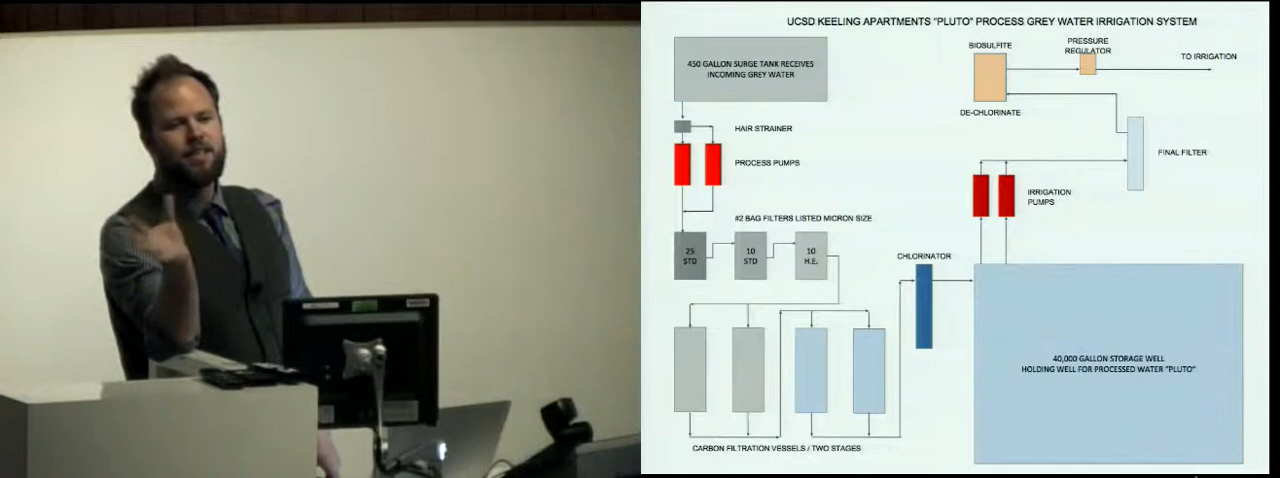 UCSD KEELING APARTMENTS "PLUTO" PROCESS GREY WATER IRRIGATION SYSTEM
450 GALLON SURGE TANK RECEIVES
INCOMING GREY WATER
HAIR STRAINER
PROCESS PUMPS
#2 BAG FILTERS LISTED MICRON SIZE
25
STD
10
STD
10
H.E.
CARBON FILTRATION VESSELS / TWO STAGES
CHLORINATOR
40,000 GALLON STORAGE WELL
HOLDING WELL FOR PROCESSED WATER "PLUTO"
IRRIGATION
PUMPS
FINAL FILTER
BIOSULFITE
DE-CHLORINATE
PRESSURE
REGULATOR
TO IRRIGATION